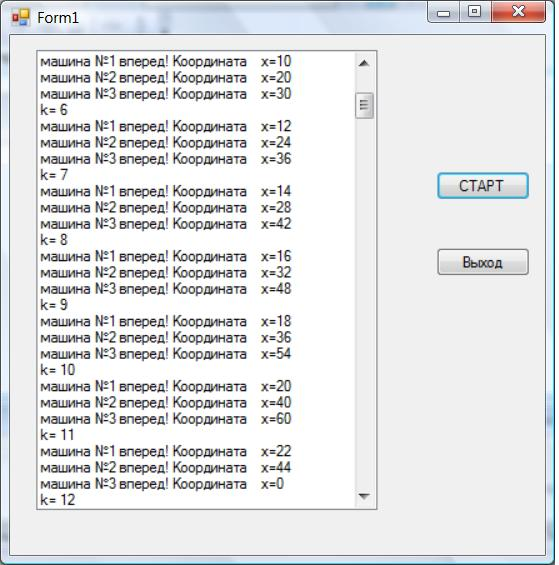 Form1
машина №1 вперед! Координата x=10
машина №2 вперед! Координата x=20
машина №3 вперед! Координата x=30
k= 6
машина №1 вперед! Координата x=12
машина №2 вперед! Координата x=24
машина №3 вперед! Координата x=36
k= 7
машина №1 вперед! Координата x=14
машина №2 вперед! Координата x=28
машина №3 вперед! Координата x=42
k= 8
машина №1 вперед! Координата x=16
машина №2 вперед! Координата x=32
машина №3 вперед! Координата x=48
k= 9
машина №1 вперед! Координата x=18
машина №2 вперед! Координата x=36
машина №3 вперед! Координата x=54
k= 10
машина №1 вперед! Координата x=20
машина №2 вперед! Координата x=40
машина №3 вперед! Координата x=60
k= 11
машина №1 вперед! Координата x=22
машина №2 вперед! Координата x=44
машина №3 вперед! Координата x=0
k= 12
СТАРТ
Выход